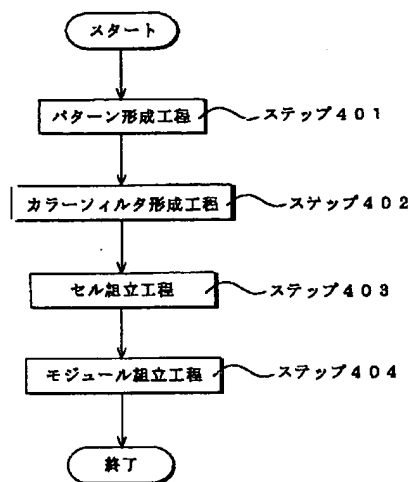 スタート
パターン形成工程 ステップ401
カラーフィルタ形成工程 ステップ402
セル組立工程 ステップ403
モジュール組立工程 ステップ404
終了